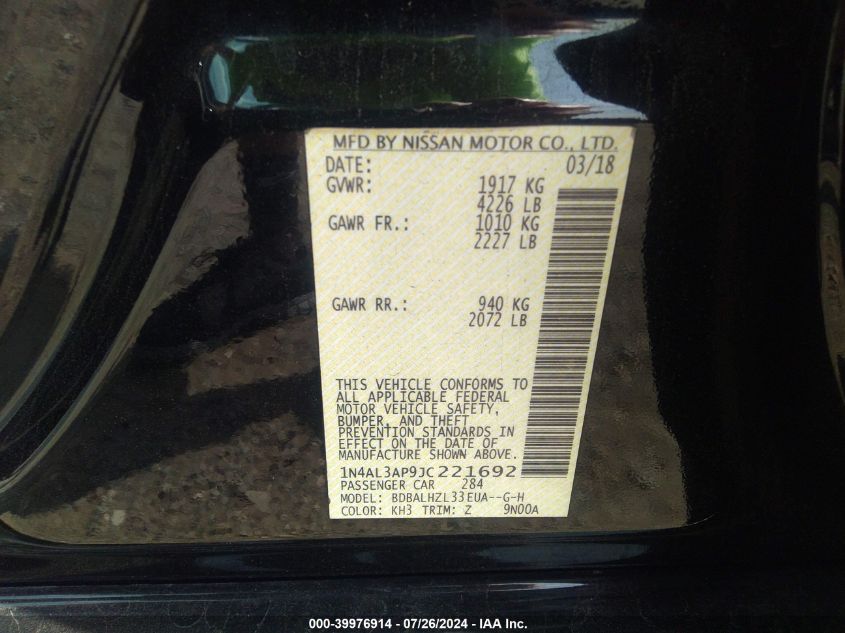 MFD BY NISSAN MOTOR CO., LTD.
DATE: 03/18
GVWR: 1917 KG
4226 LB
GAWR FR.: 1010 KG
2227 LB
GAWR RR.: 940 KG
2072 LB
THIS VEHICLE CONFORMS TO
ALL APPLICABLE FEDERAL
MOTOR VEHICLE SAFETY,
BUMPER, AND THEFT
PREVENTION STANDARDS IN
EFFECT ON THE DATE OF
MANUFACTURE SHOWN ABOVE.
1N4AL3AP9JC221692
PASSENGER CAR 284
MODEL: BDBALHZL33EUA--G-H
COLOR: KH3 TRIM: Z 9N00A
000-39976914 / 07/26/2024 - IAA Inc.